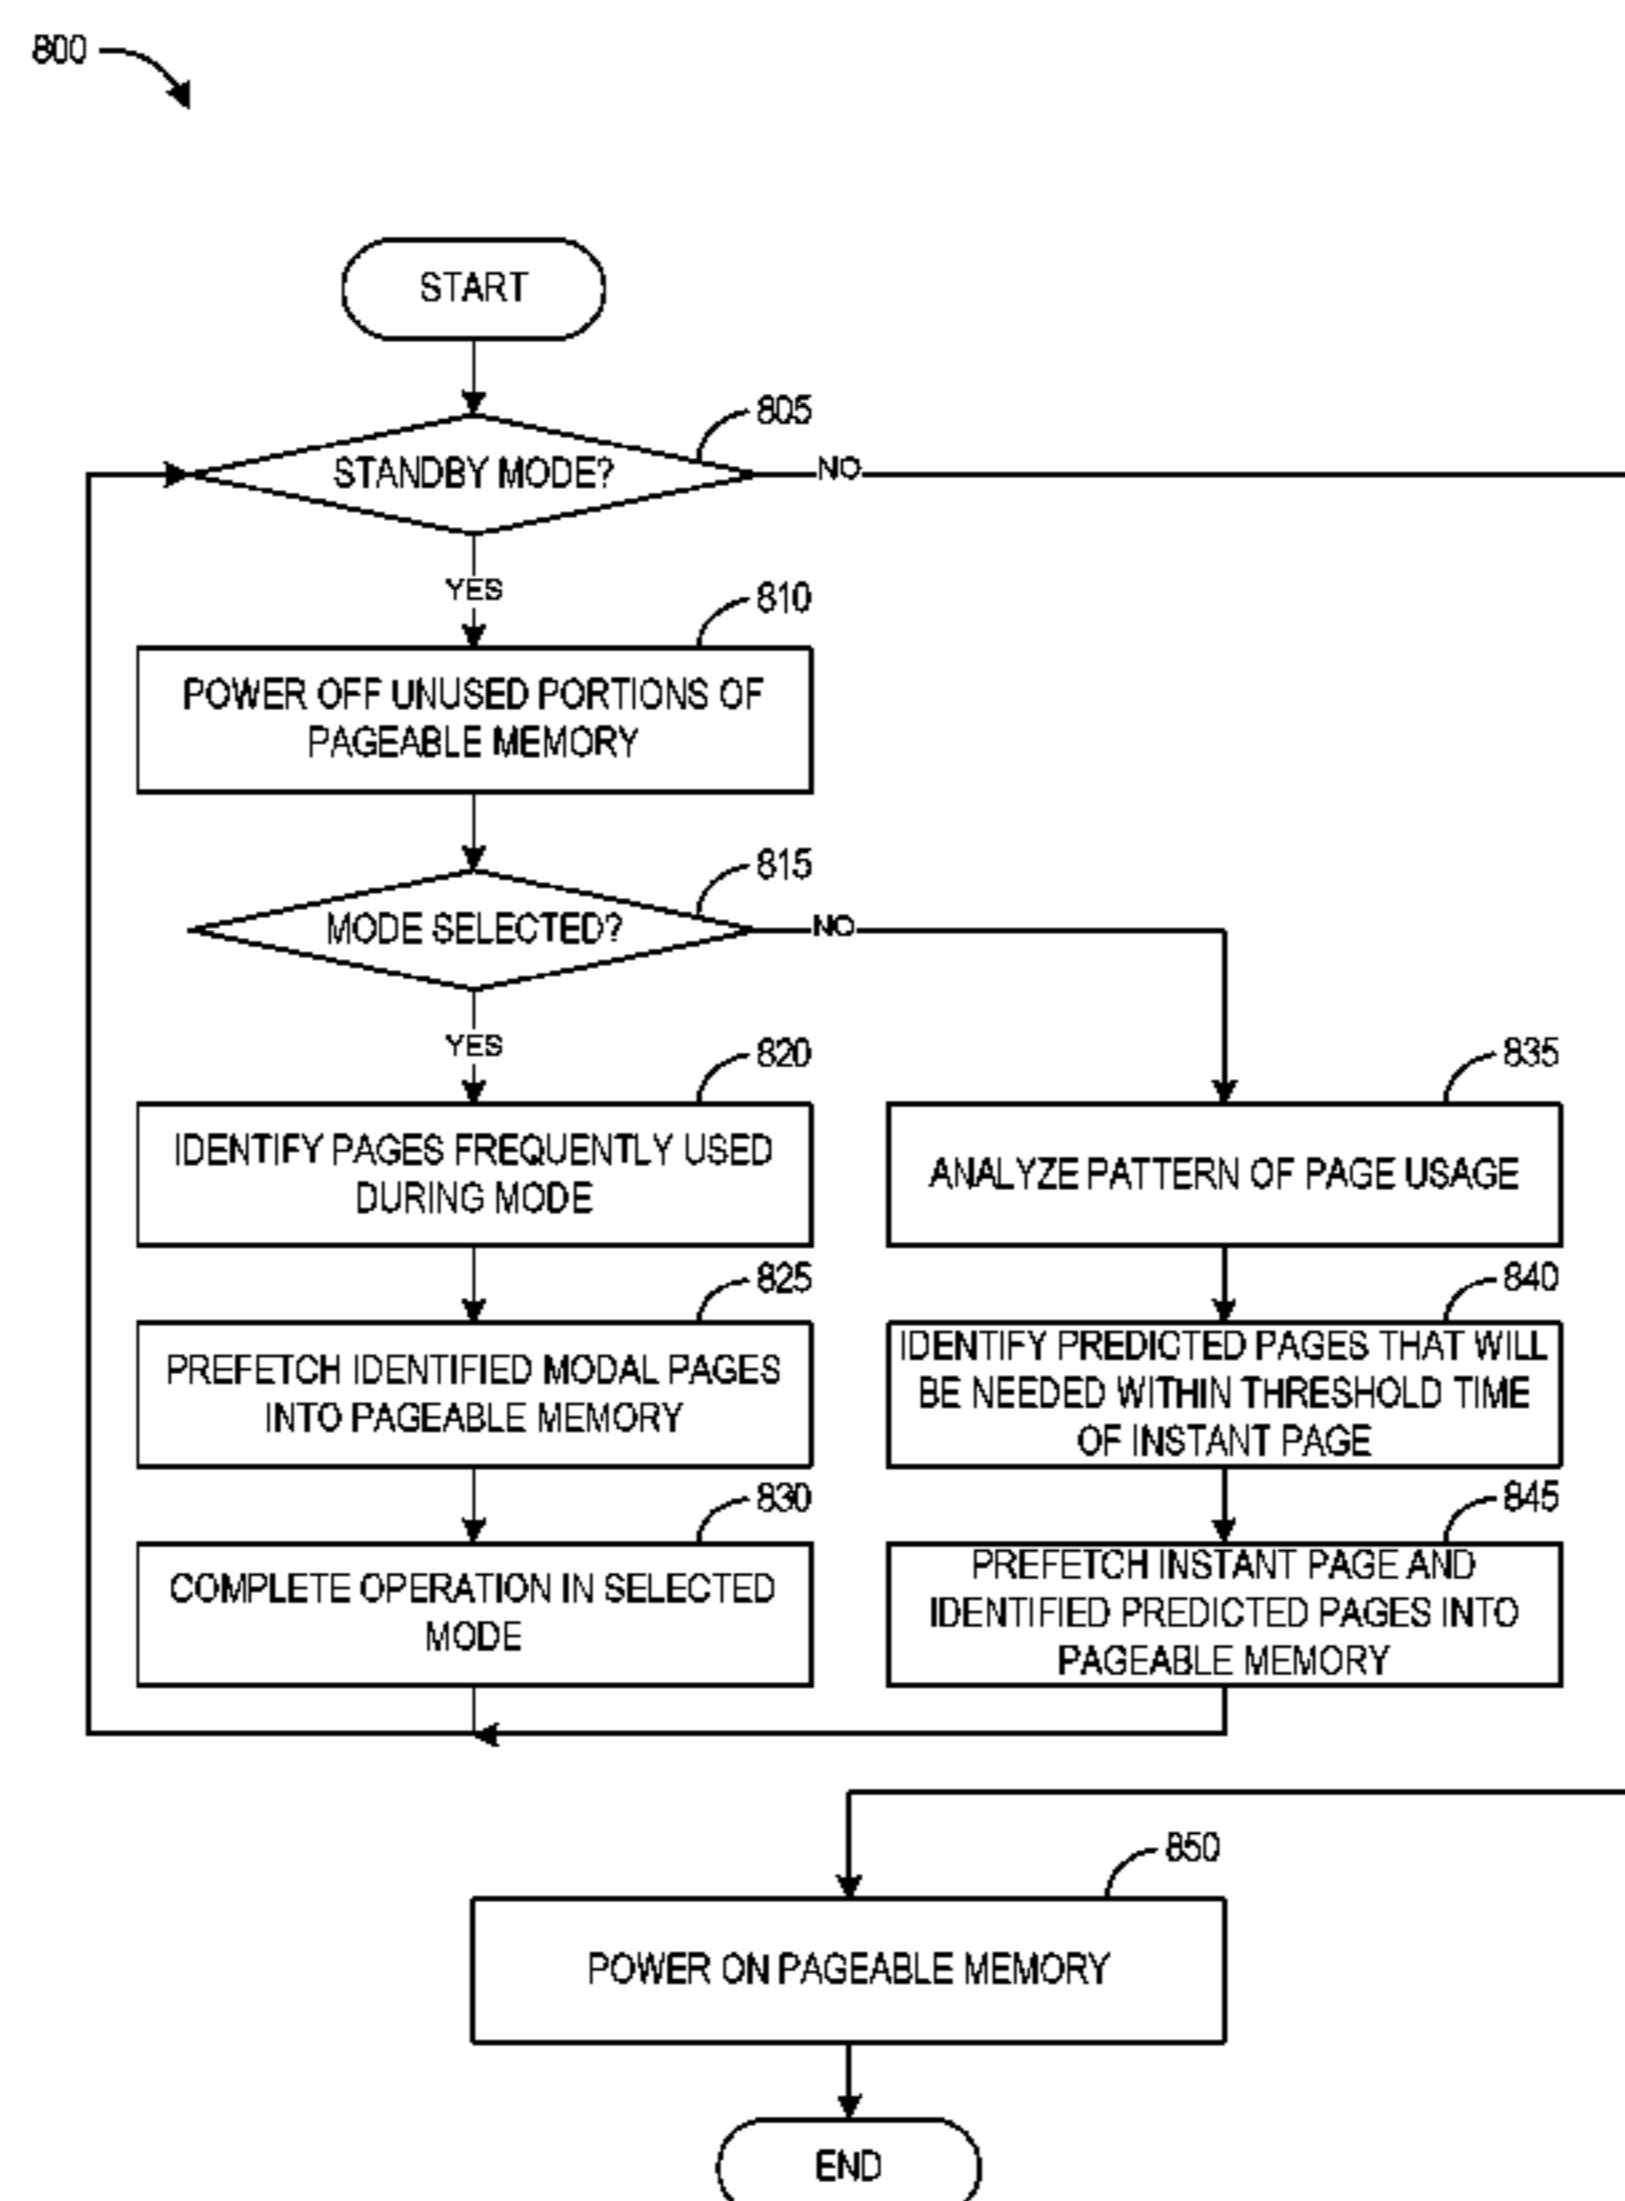 800
START
805
STANDBY MODE?
NO
YES
810
POWER OFF UNUSED PORTIONS OF
PAGEABLE MEMORY
815
MODE SELECTED?
NO
YES
820
IDENTIFY PAGES FREQUENTLY USED
DURING MODE
825
PREFETCH IDENTIFIED MODAL PAGES
INTO PAGEABLE MEMORY
830
COMPLETE OPERATION IN SELECTED
MODE
835
ANALYZE PATTERN OF PAGE USAGE
840
IDENTIFY PREDICTED PAGES THAT WILL
BE NEEDED WITHIN THRESHOLD TIME
OF INSTANT PAGE
845
PREFETCH INSTANT PAGE AND
IDENTIFIED PREDICTED PAGES INTO
PAGEABLE MEMORY
850
POWER ON PAGEABLE MEMORY
END